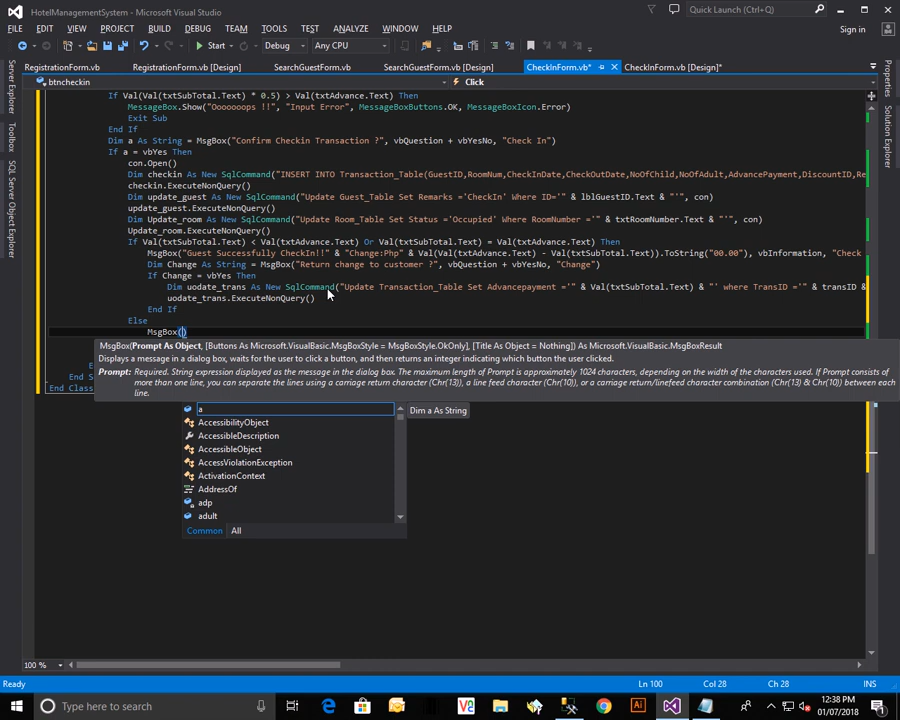 HotelManagementSystem - Microsoft Visual Studio
Quick Launch (Ctrl+Q)
FILE EDIT VIEW PROJECT BUILD DEBUG TEAM TOOLS TEST ANALYZE WINDOW HELP
Sign in
Start Debug Any CPU
RegistrationForm.vb RegistrationForm.vb [Design] SearchGuestForm.vb SearchGuestForm.vb [Design] CheckInForm.vb* CheckInForm.vb [Design]*
btncheckin Click
Server Explorer
Toolbox
SQL Server Object Explorer
Properties
Solution Explorer
If Val(Val(txtSubTotal.Text) * 0.5) > Val(txtAdvance.Text) Then
MessageBox.Show("Ooooooops !!", "Input Error", MessageBoxButtons.OK, MessageBoxIcon.Error)
Exit Sub
End If
Dim a As String = MsgBox("Confirm Checkin Transaction ?", vbQuestion + vbYesNo, "Check In")
If a = vbYes Then
con.Open()
Dim checkin As New SqlCommand("INSERT INTO Transaction_Table(GuestID,RoomNum,CheckInDate,CheckOutDate,NoOfChild,NoOfAdult,AdvancePayment,DiscountID,Re
checkin.ExecuteNonQuery()
Dim update_guest As New SqlCommand("Update Guest_Table Set Remarks ='CheckIn' Where ID='" & lblGuestID.Text & "'", con)
update_guest.ExecuteNonQuery()
Dim Update_room As New SqlCommand("Update Room_Table Set Status ='Occupied' Where RoomNumber ='" & txtRoomNumber.Text & "'", con)
Update_room.ExecuteNonQuery()
If Val(txtSubTotal.Text) < Val(txtAdvance.Text) Or Val(txtSubTotal.Text) = Val(txtAdvance.Text) Then
MsgBox("Guest Successfully CheckIn!!" & "Change:Php" & Val(Val(txtAdvance.Text) - Val(txtSubTotal.Text)).ToString("00.00"), vbInformation, "Check
Dim Change As String = MsgBox("Return change to customer ?", vbQuestion + vbYesNo, "Change")
If Change = vbYes Then
Dim uodate_trans As New SqlCommand("Update Transaction_Table Set Advancepayment ='" & Val(txtSubTotal.Text) & "' where TransID ='" & transID &
uodate_trans.ExecuteNonQuery()
End If
Else
MsgBox()
MsgBox(Prompt As Object, [Buttons As Microsoft.VisualBasic.MsgBoxStyle = MsgBoxStyle.OkOnly], [Title As Object = Nothing]) As Microsoft.VisualBasic.MsgBoxResult
Displays a message in a dialog box, waits for the user to click a button, and then returns an integer indicating which button the user clicked.
Prompt: Required. String expression displayed as the message in the dialog box. The maximum length of Prompt is approximately 1024 characters, depending on the width of the characters used. If Prompt consists
of more than one line, you can separate the lines using a carriage return character (Chr(13)), a line feed character (Chr(10)), or a carriage return/linefeed character combination (Chr(13) & Chr(10)) between each
line.
End S
End Class
a
Dim a As String
AccessibilityObject
AccessibleDescription
AccessibleObject
AccessViolationException
ActivationContext
AddressOf
adp
adult
Common All
100 %
Ready Ln 100 Col 28 Ch 28 INS
Type here to search
12:38 PM
01/07/2018